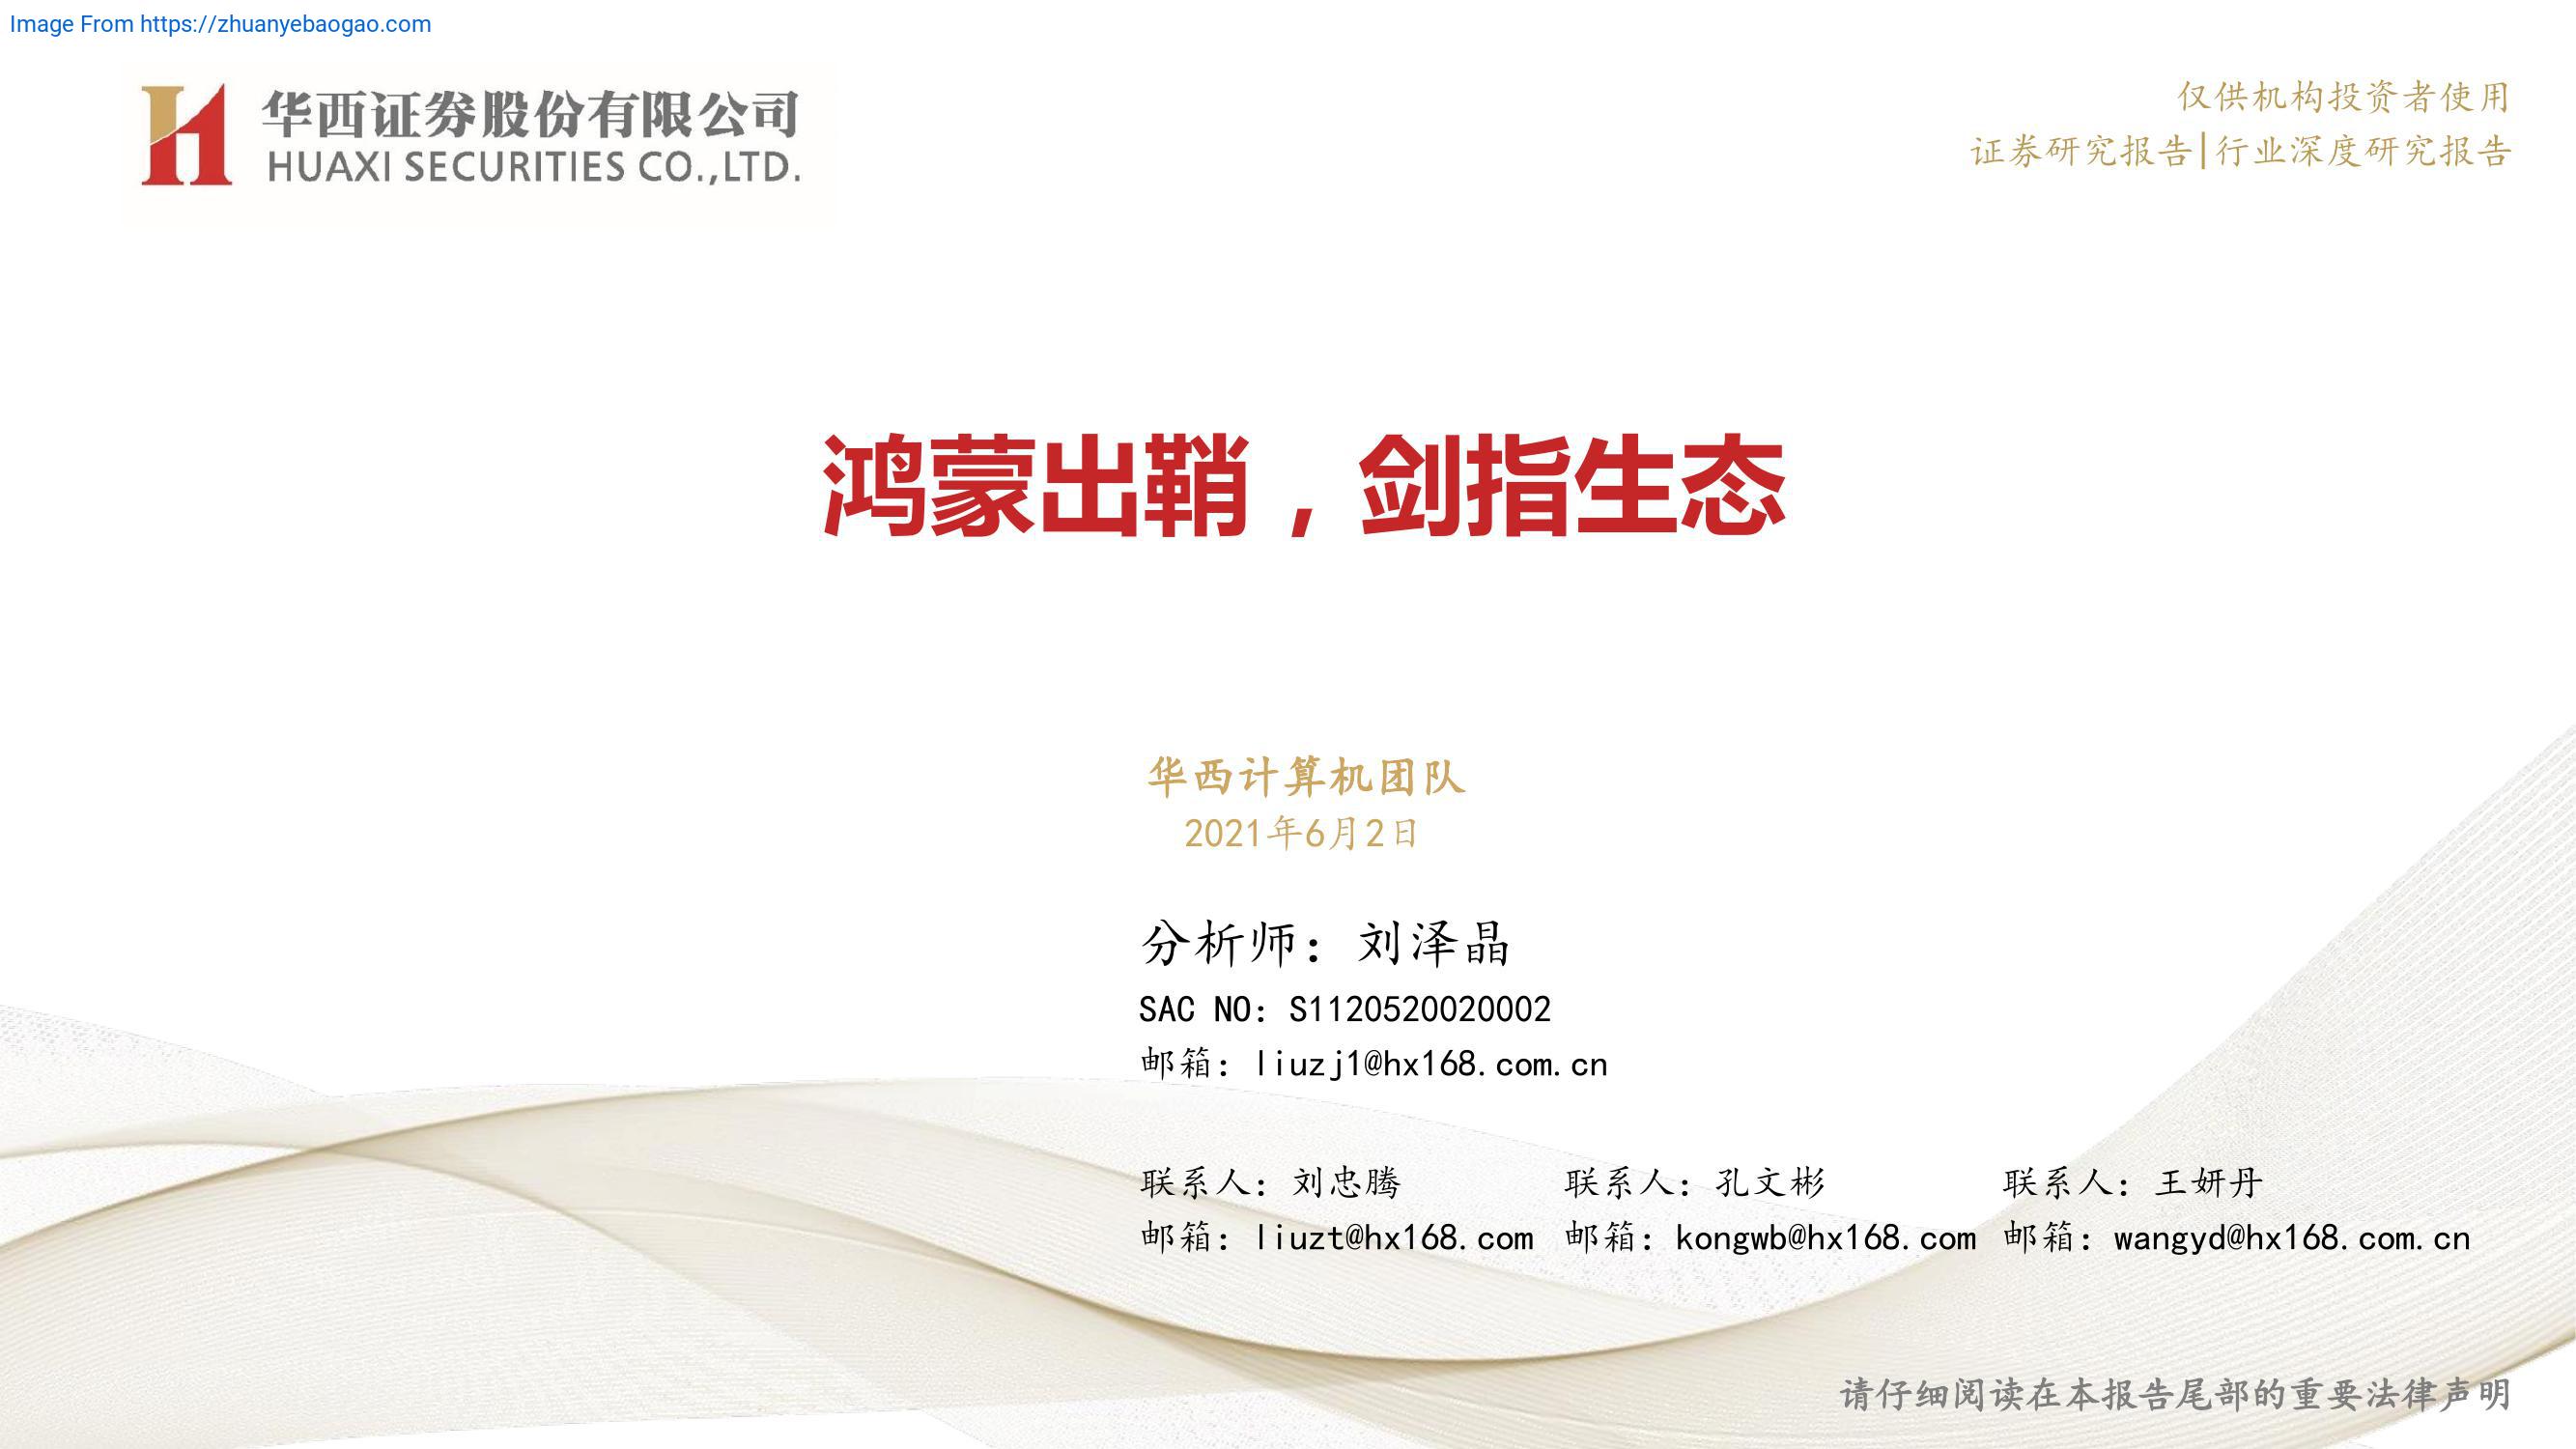 Image From https://zhuanyebaogao.com
华西证券股份有限公司
HUAXI SECURITIES CO.,LTD.
仅供机构投资者使用
证券研究报告|行业深度研究报告
鸿蒙出鞘，剑指生态
华西计算机团队
2021年6月2日
分析师：刘泽晶
SAC NO：S1120520020002
邮箱：liuzj1@hx168.com.cn
联系人：刘忠腾 联系人：孔文彬 联系人：王妍丹
邮箱：liuzt@hx168.com 邮箱：kongwb@hx168.com 邮箱：wangyd@hx168.com.cn
请仔细阅读在本报告尾部的重要法律声明